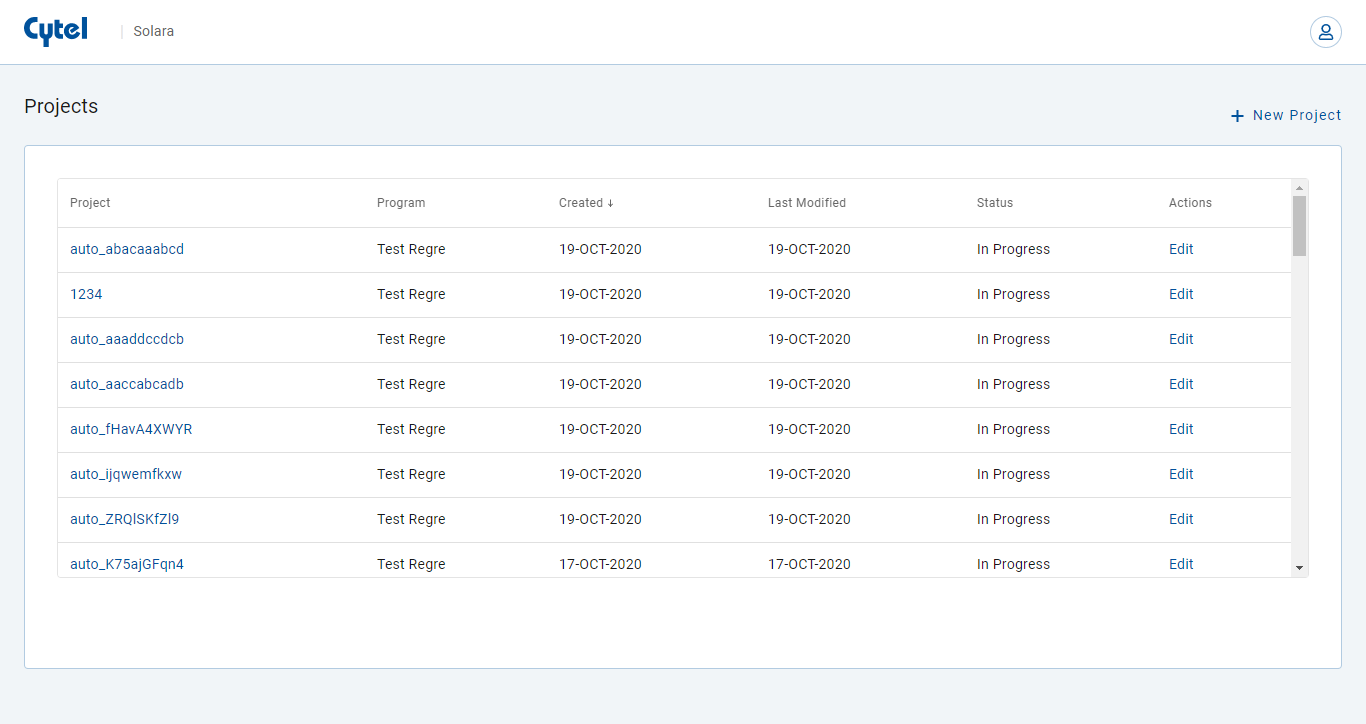 Cytel | Solara
Projects
+ New Project
Project Program Created ↓ Last Modified Status Actions
auto_abacaaabcd Test Regre 19-OCT-2020 19-OCT-2020 In Progress Edit
1234 Test Regre 19-OCT-2020 19-OCT-2020 In Progress Edit
auto_aaaddccdcb Test Regre 19-OCT-2020 19-OCT-2020 In Progress Edit
auto_aaccabcadb Test Regre 19-OCT-2020 19-OCT-2020 In Progress Edit
auto_fHavA4XWYR Test Regre 19-OCT-2020 19-OCT-2020 In Progress Edit
auto_ijqwemfkxw Test Regre 19-OCT-2020 19-OCT-2020 In Progress Edit
auto_ZRQlSKfZl9 Test Regre 19-OCT-2020 19-OCT-2020 In Progress Edit
auto_K75ajGFqn4 Test Regre 17-OCT-2020 17-OCT-2020 In Progress Edit